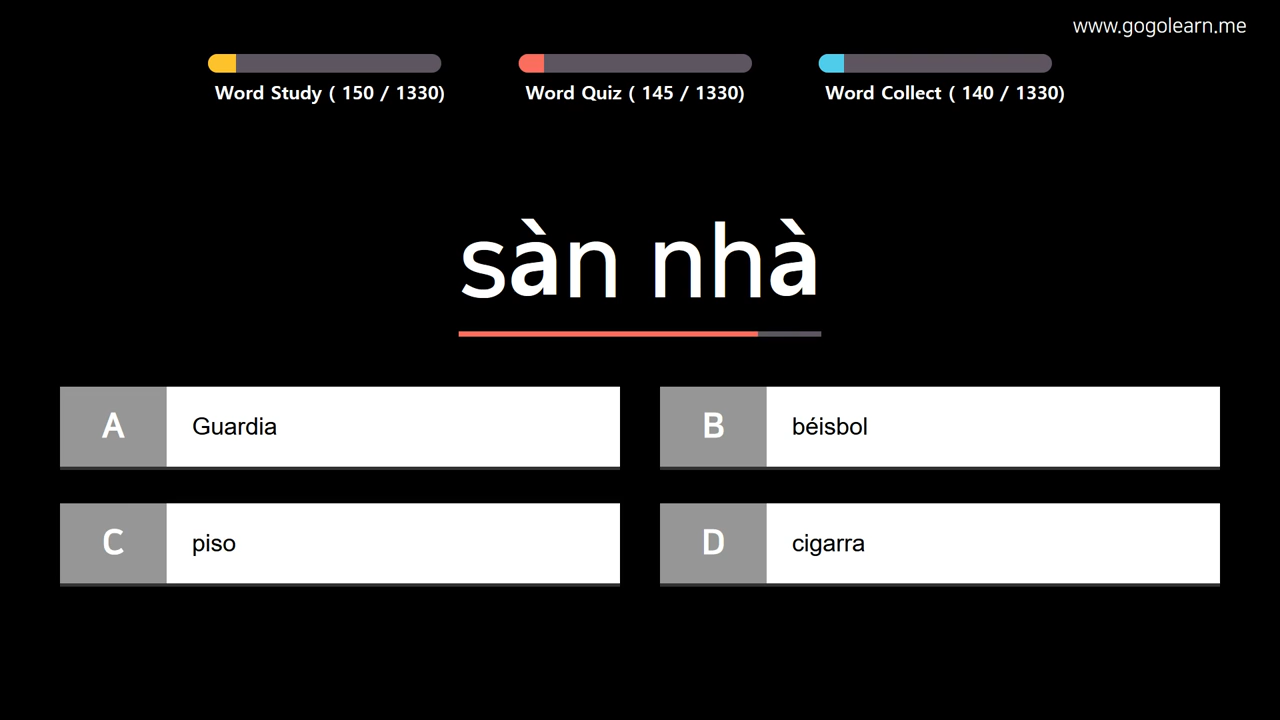 www.gogolearn.me
Word Study ( 150 / 1330)
Word Quiz ( 145 / 1330)
Word Collect ( 140 / 1330)
sàn nhà
A
Guardia
B
béisbol
C
piso
D
cigarra